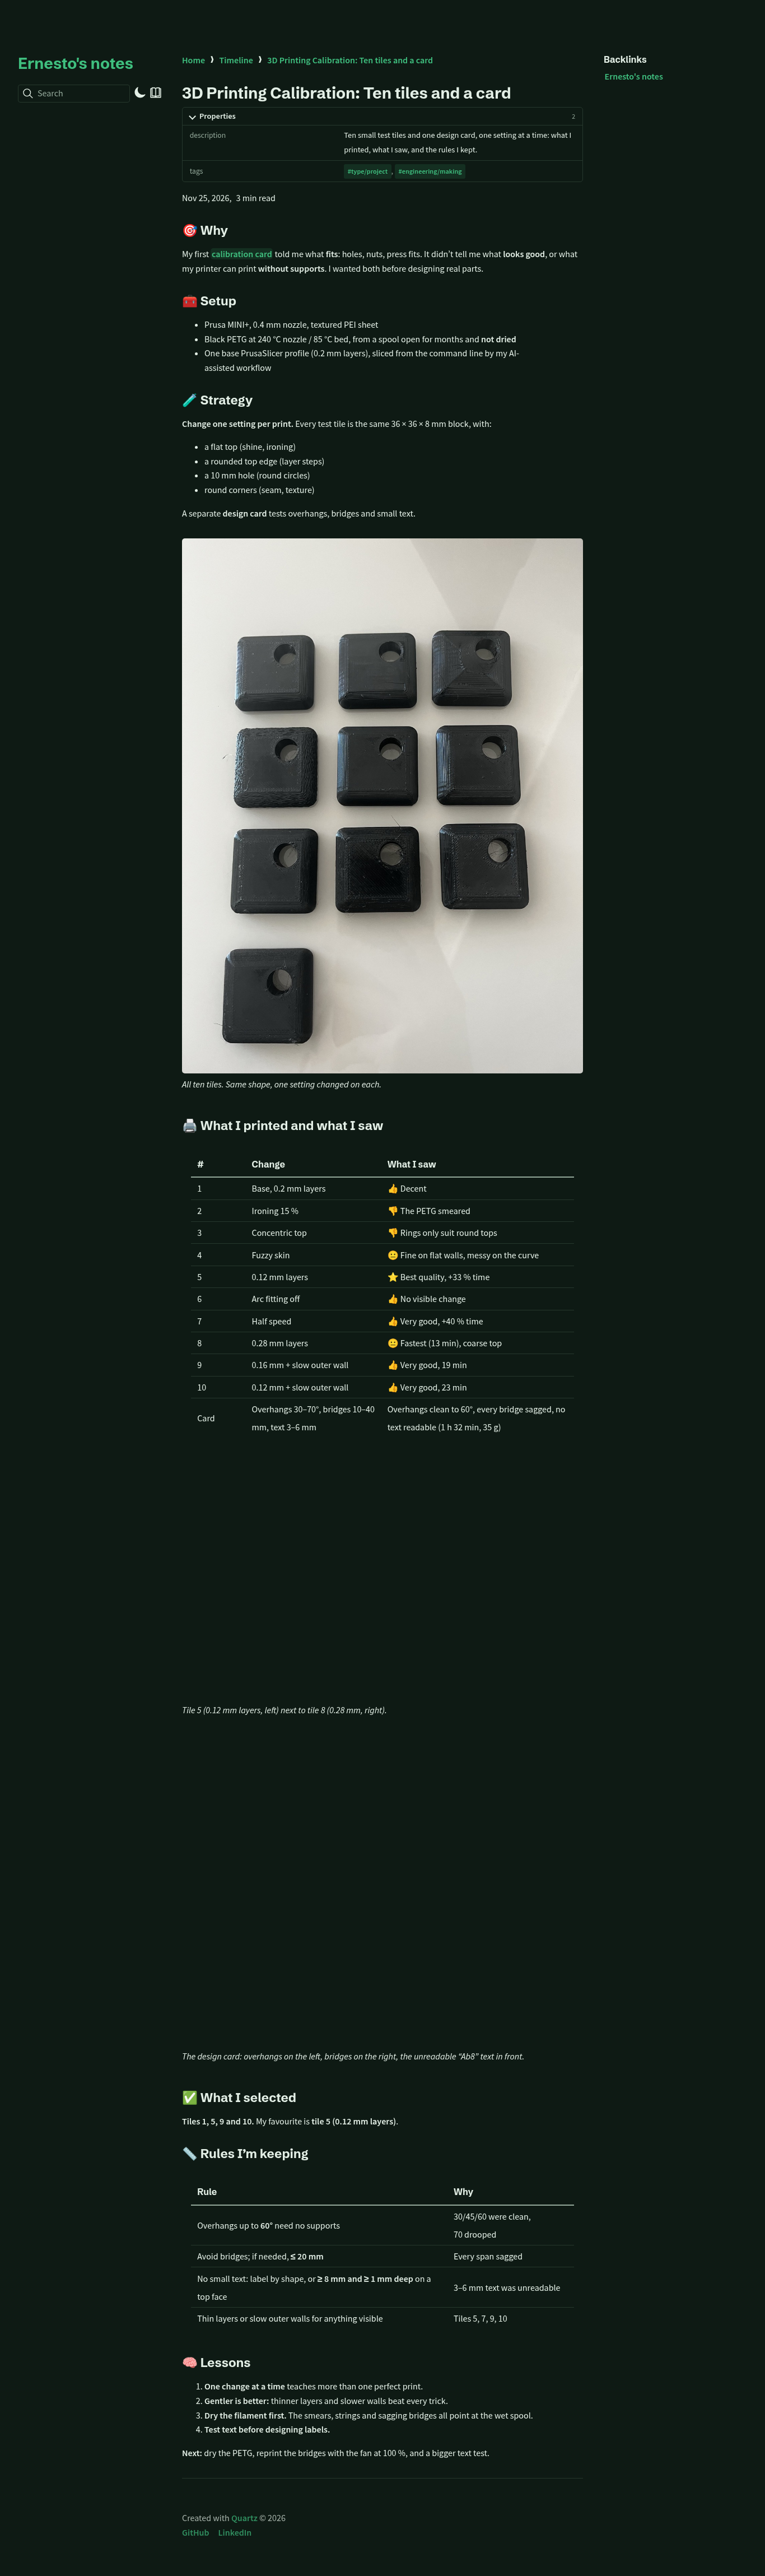 Ernesto's notes
Search
Home ❱ Timeline ❱ 3D Printing Calibration: Ten tiles and a card
3D Printing Calibration: Ten tiles and a card
Properties 2
description Ten small test tiles and one design card, one setting at a time: what I
printed, what I saw, and the rules I kept.
tags #type/project , #engineering/making
Nov 25, 2026, 3 min read
🎯 Why
My first calibration card told me what fits: holes, nuts, press fits. It didn't tell me what looks good, or what
my printer can print without supports. I wanted both before designing real parts.
🧰 Setup
• Prusa MINI+, 0.4 mm nozzle, textured PEI sheet
• Black PETG at 240 °C nozzle / 85 °C bed, from a spool open for months and not dried
• One base PrusaSlicer profile (0.2 mm layers), sliced from the command line by my AI-
assisted workflow
🧪 Strategy
Change one setting per print. Every test tile is the same 36 × 36 × 8 mm block, with:
• a flat top (shine, ironing)
• a rounded top edge (layer steps)
• a 10 mm hole (round circles)
• round corners (seam, texture)
A separate design card tests overhangs, bridges and small text.
All ten tiles. Same shape, one setting changed on each.
🖨️ What I printed and what I saw
# Change What I saw
1 Base, 0.2 mm layers 👍 Decent
2 Ironing 15 % 👎 The PETG smeared
3 Concentric top 👎 Rings only suit round tops
4 Fuzzy skin 😐 Fine on flat walls, messy on the curve
5 0.12 mm layers ⭐ Best quality, +33 % time
6 Arc fitting off 👍 No visible change
7 Half speed 👍 Very good, +40 % time
8 0.28 mm layers 😐 Fastest (13 min), coarse top
9 0.16 mm + slow outer wall 👍 Very good, 19 min
10 0.12 mm + slow outer wall 👍 Very good, 23 min
Card Overhangs 30–70°, bridges 10–40 mm, text 3–6 mm Overhangs clean to 60°, every bridge sagged, no text readable (1 h 32 min, 35 g)
Tile 5 (0.12 mm layers, left) next to tile 8 (0.28 mm, right).
The design card: overhangs on the left, bridges on the right, the unreadable “Ab8” text in front.
✅ What I selected
Tiles 1, 5, 9 and 10. My favourite is tile 5 (0.12 mm layers).
📏 Rules I'm keeping
Rule Why
Overhangs up to 60° need no supports 30/45/60 were clean, 70 drooped
Avoid bridges; if needed, ≤ 20 mm Every span sagged
No small text: label by shape, or ≥ 8 mm and ≥ 1 mm deep on a top face 3–6 mm text was unreadable
Thin layers or slow outer walls for anything visible Tiles 5, 7, 9, 10
🧠 Lessons
1. One change at a time teaches more than one perfect print.
2. Gentler is better: thinner layers and slower walls beat every trick.
3. Dry the filament first. The smears, strings and sagging bridges all point at the wet spool.
4. Test text before designing labels.
Next: dry the PETG, reprint the bridges with the fan at 100 %, and a bigger text test.
Created with Quartz © 2026
GitHub LinkedIn
Backlinks
Ernesto's notes